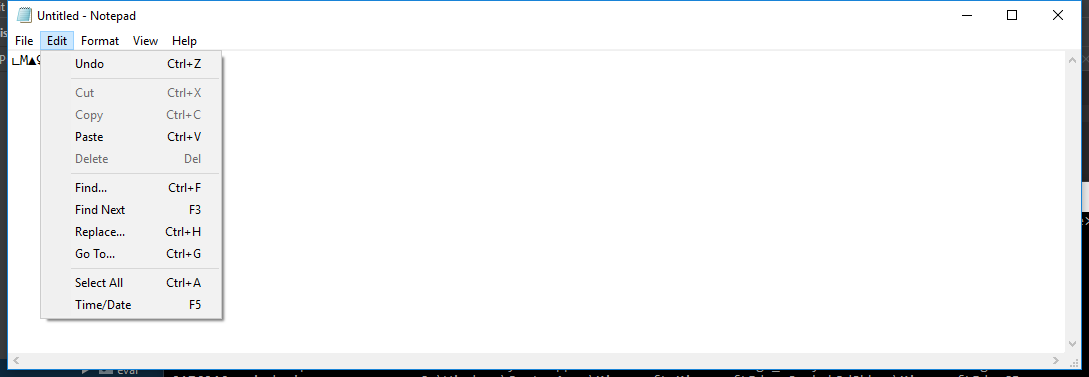 Untitled - Notepad
File Edit Format View Help
Undo Ctrl+Z
Cut Ctrl+X
Copy Ctrl+C
Paste Ctrl+V
Delete Del
Find... Ctrl+F
Find Next F3
Replace... Ctrl+H
Go To... Ctrl+G
Select All Ctrl+A
Time/Date F5
eval